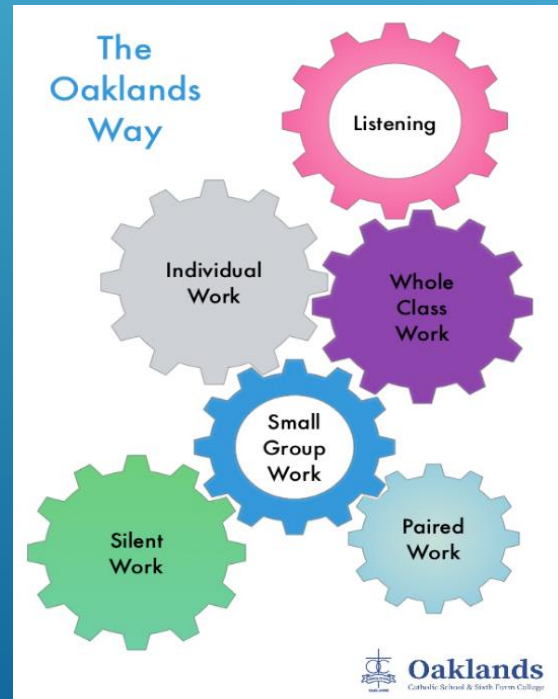 The
Oaklands
Way
Listening
Individual
Work
Whole
Class
Work
Small
Group
Work
Silent
Work
Paired
Work
Oaklands
Catholic School & Sixth Form College